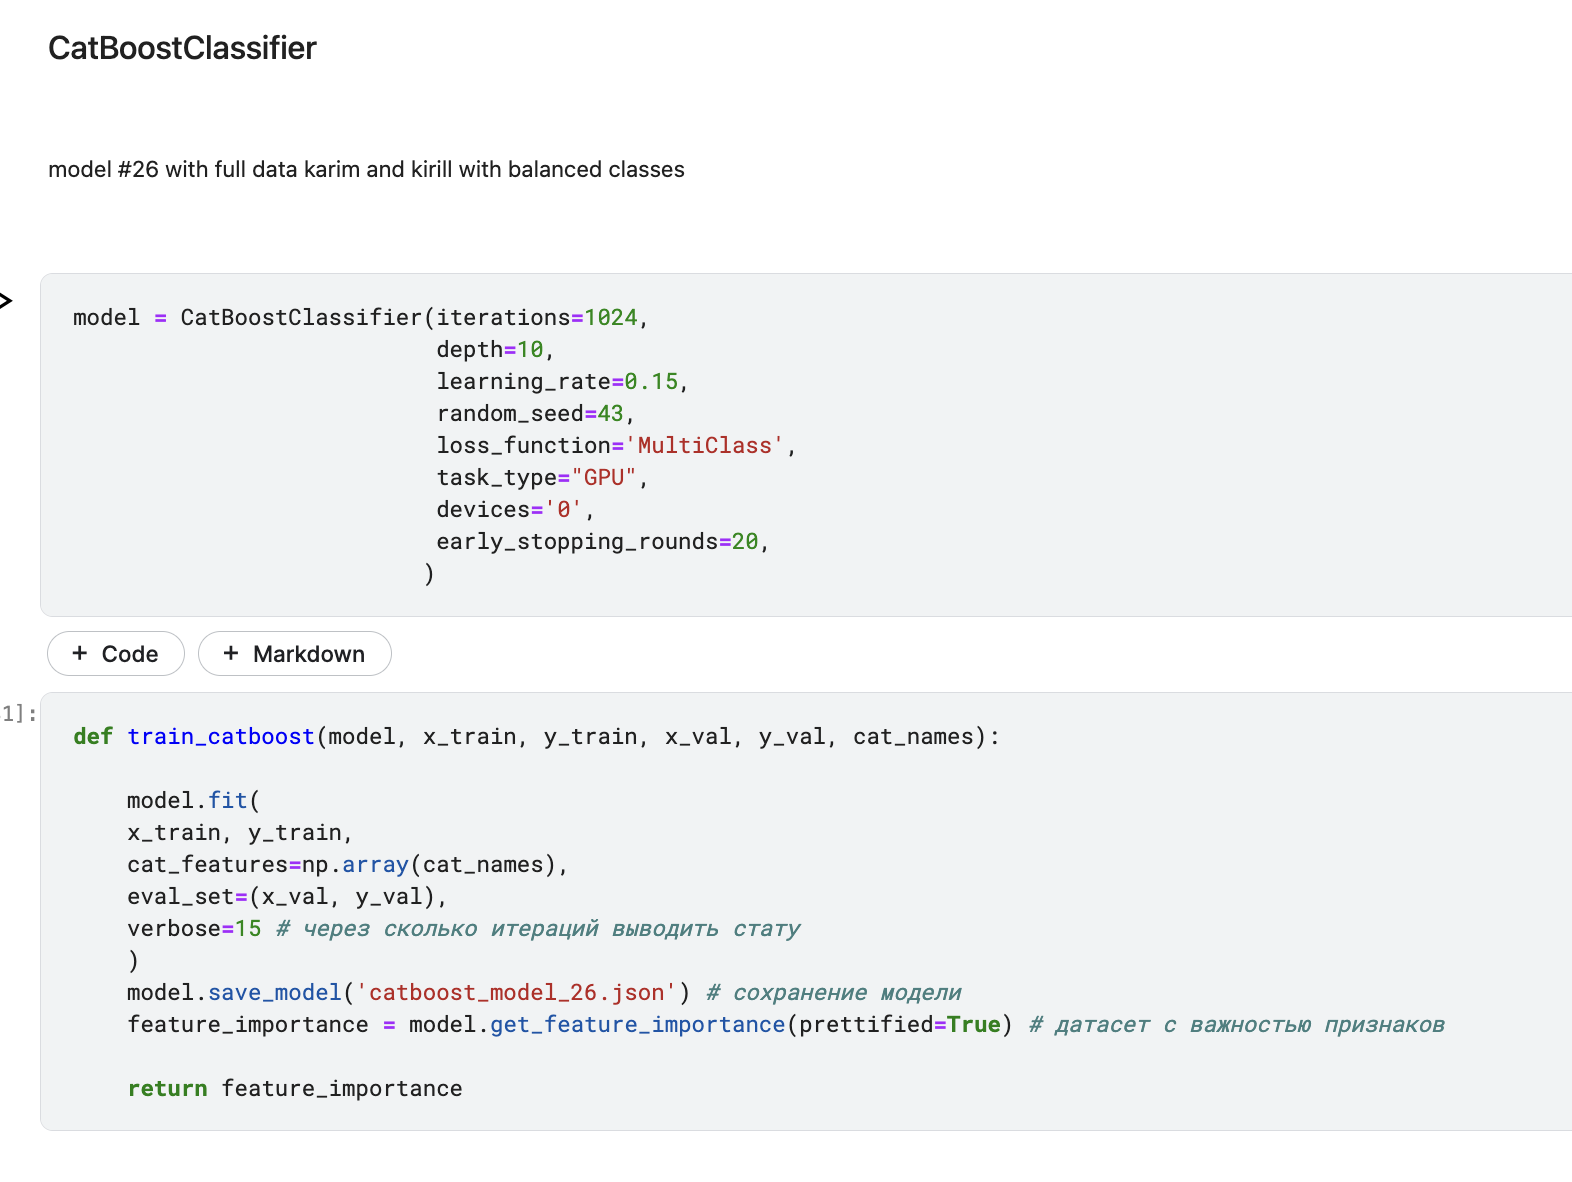 CatBoostClassifier
model #26 with full data karim and kirill with balanced classes
model = CatBoostClassifier(iterations=1024,
depth=10,
learning_rate=0.15,
random_seed=43,
loss_function='MultiClass',
task_type="GPU",
devices='0',
early_stopping_rounds=20,
)
+ Code + Markdown
1]:
def train_catboost(model, x_train, y_train, x_val, y_val, cat_names):
model.fit(
x_train, y_train,
cat_features=np.array(cat_names),
eval_set=(x_val, y_val),
verbose=15 # через сколько итераций выводить стату
)
model.save_model('catboost_model_26.json') # сохранение модели
feature_importance = model.get_feature_importance(prettified=True) # датасет с важностью признаков
return feature_importance